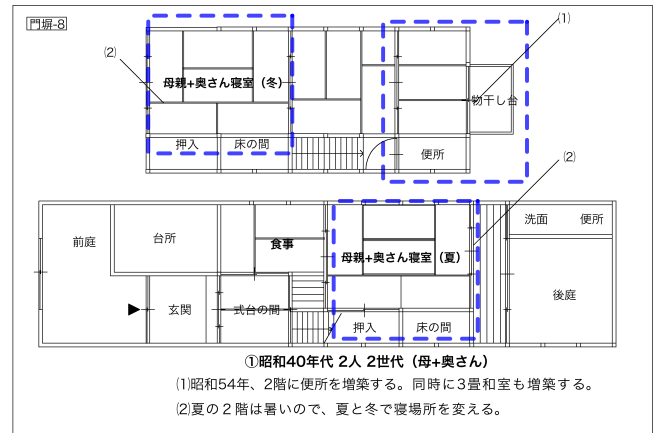 門塀-8
(1)
(2)
母親+奥さん寝室（冬）
物干し台
押入
床の間
便所
(2)
前庭
台所
食事
母親+奥さん寝室（夏）
洗面
便所
玄関
式台の間
後庭
押入
床の間
①昭和40年代 2人 2世代（母+奥さん）
(1)昭和54年、2階に便所を増築する。同時に３畳和室も増築する。
(2)夏の２階は暑いので、夏と冬で寝場所を変える。